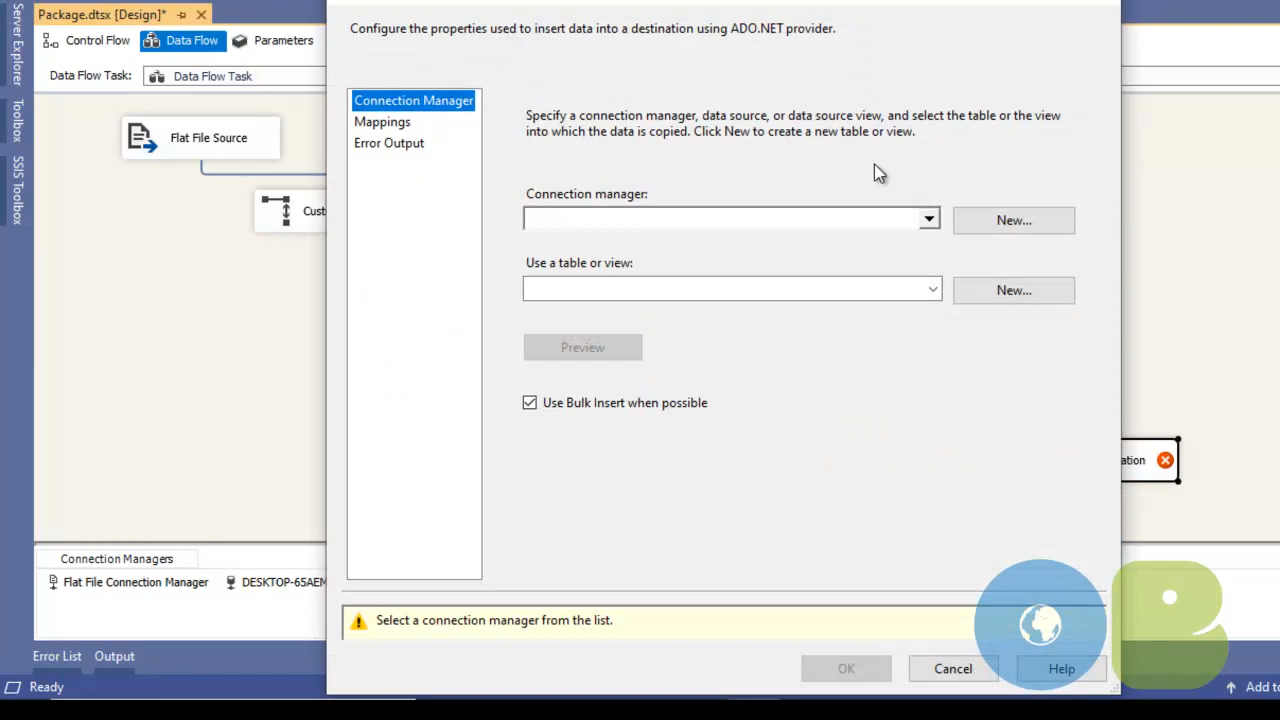 Package.dtsx [Design]*
Server Explorer
Toolbox
SSIS Toolbox
Control Flow
Data Flow
Parameters
Data Flow Task:
Data Flow Task
Flat File Source
Cust
Configure the properties used to insert data into a destination using ADO.NET provider.
Connection Manager
Mappings
Error Output
Specify a connection manager, data source, or data source view, and select the table or the view
into which the data is copied. Click New to create a new table or view.
Connection manager:
New...
Use a table or view:
New...
Preview
Use Bulk Insert when possible
ation
Connection Managers
Flat File Connection Manager
DESKTOP-65AEM
Select a connection manager from the list.
OK
Cancel
Help
Error List
Output
Ready
Add to